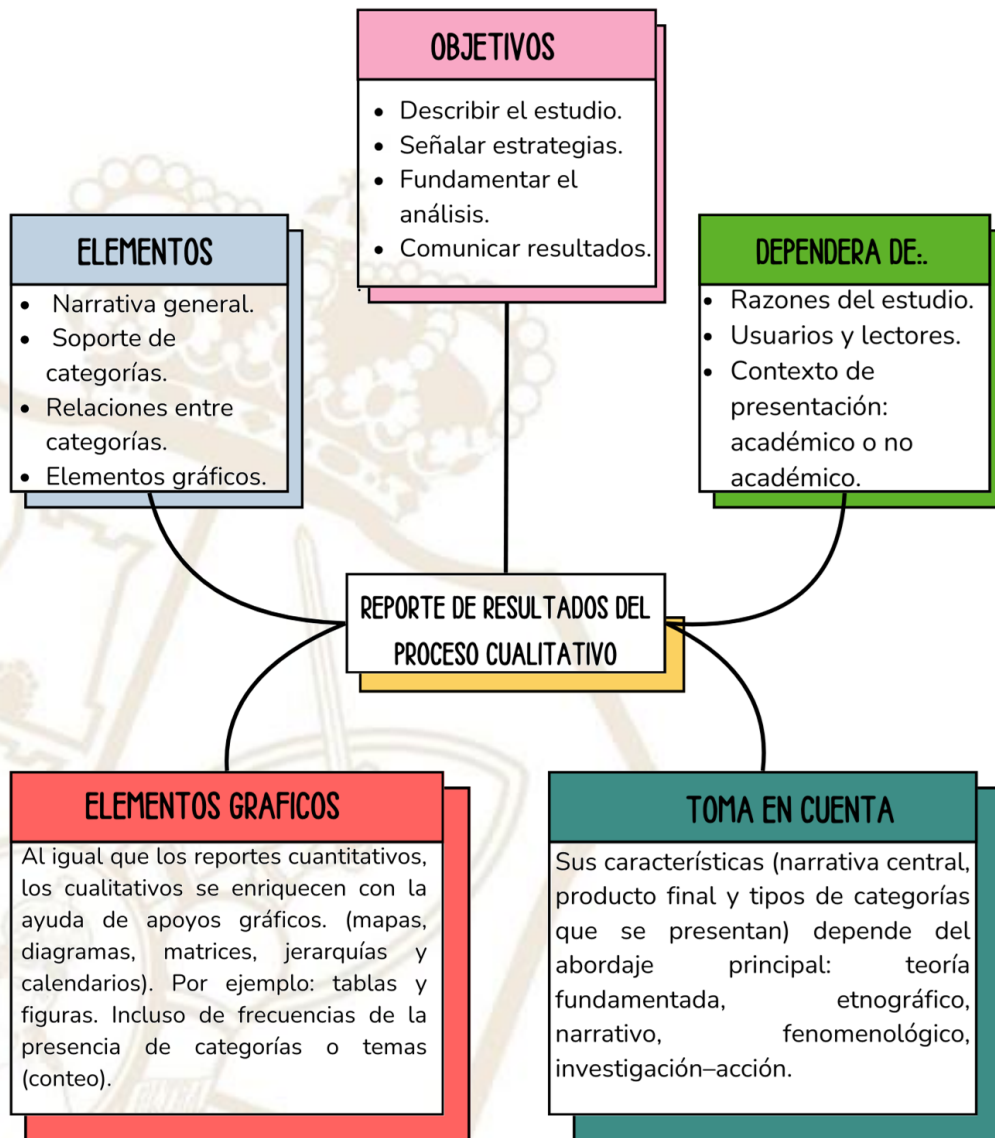 OBJETIVOS
• Describir el estudio.
• Señalar estrategias.
• Fundamentar el
análisis.
• Comunicar resultados.
ELEMENTOS
• Narrativa general.
• Soporte de
categorías.
• Relaciones entre
categorías.
• Elementos gráficos.
DEPENDERA DE:.
• Razones del estudio.
• Usuarios y lectores.
• Contexto de
presentación:
académico o no
académico.
REPORTE DE RESULTADOS DEL
PROCESO CUALITATIVO
ELEMENTOS GRAFICOS
Al igual que los reportes cuantitativos,
los cualitativos se enriquecen con la
ayuda de apoyos gráficos. (mapas,
diagramas, matrices, jerarquías y
calendarios). Por ejemplo: tablas y
figuras. Incluso de frecuencias de la
presencia de categorías o temas
(conteo).
TOMA EN CUENTA
Sus características (narrativa central,
producto final y tipos de categorías
que se presentan) depende del
abordaje principal: teoría
fundamentada, etnográfico,
narrativo, fenomenológico,
investigación–acción.